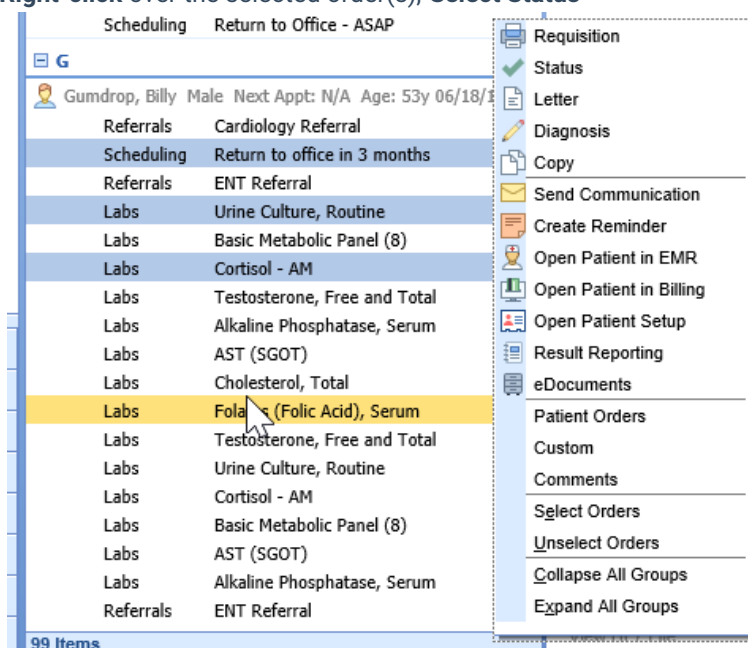 Right-click over the selected order(s), Select Status
Scheduling Return to Office - ASAP
G
Gumdrop, Billy Male Next Appt: N/A Age: 53y 06/18/1
Referrals Cardiology Referral
Scheduling Return to office in 3 months
Referrals ENT Referral
Labs Urine Culture, Routine
Labs Basic Metabolic Panel (8)
Labs Cortisol - AM
Labs Testosterone, Free and Total
Labs Alkaline Phosphatase, Serum
Labs AST (SGOT)
Labs Cholesterol, Total
Labs (Folic Acid), Serum
Labs Testosterone, Free and Total
Labs Urine Culture, Routine
Labs Cortisol - AM
Labs Basic Metabolic Panel (8)
Labs AST (SGOT)
Labs Alkaline Phosphatase, Serum
Referrals ENT Referral
99 Items
Requisition
Status
Letter
Diagnosis
Copy
Send Communication
Create Reminder
Open Patient in EMR
Open Patient in Billing
Open Patient Setup
Result Reporting
eDocuments
Patient Orders
Custom
Comments
Select Orders
Unselect Orders
Collapse All Groups
Expand All Groups